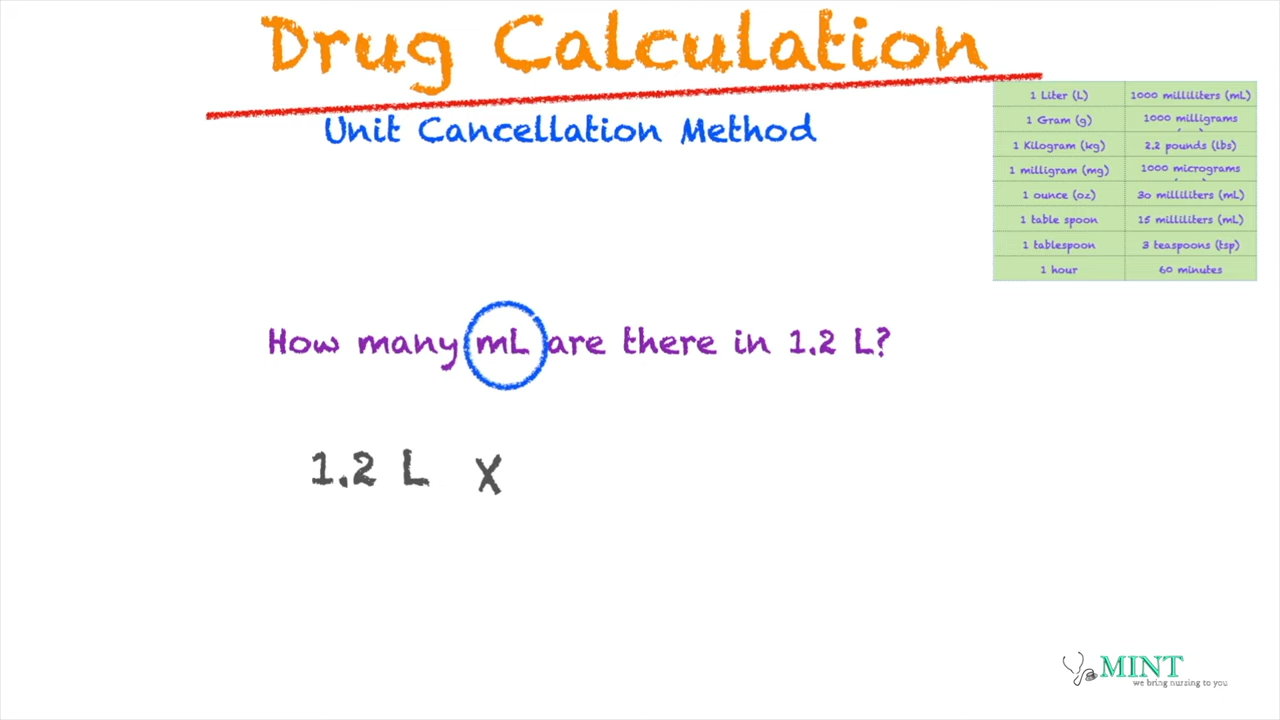 Drug Calculation
Unit Cancellation Method
1 Liter (L) 1000 milliliters (mL)
1 Gram (g) 1000 milligrams
1 Kilogram (kg) 2.2 pounds (lbs)
1 milligram (mg) 1000 micrograms
1 ounce (oz) 30 milliliters (mL)
1 table spoon 15 milliliters (mL)
1 tablespoon 3 teaspoons (tsp)
1 hour 60 minutes
How many mL are there in 1.2 L?
1.2 L X
MINT
we bring nursing to you